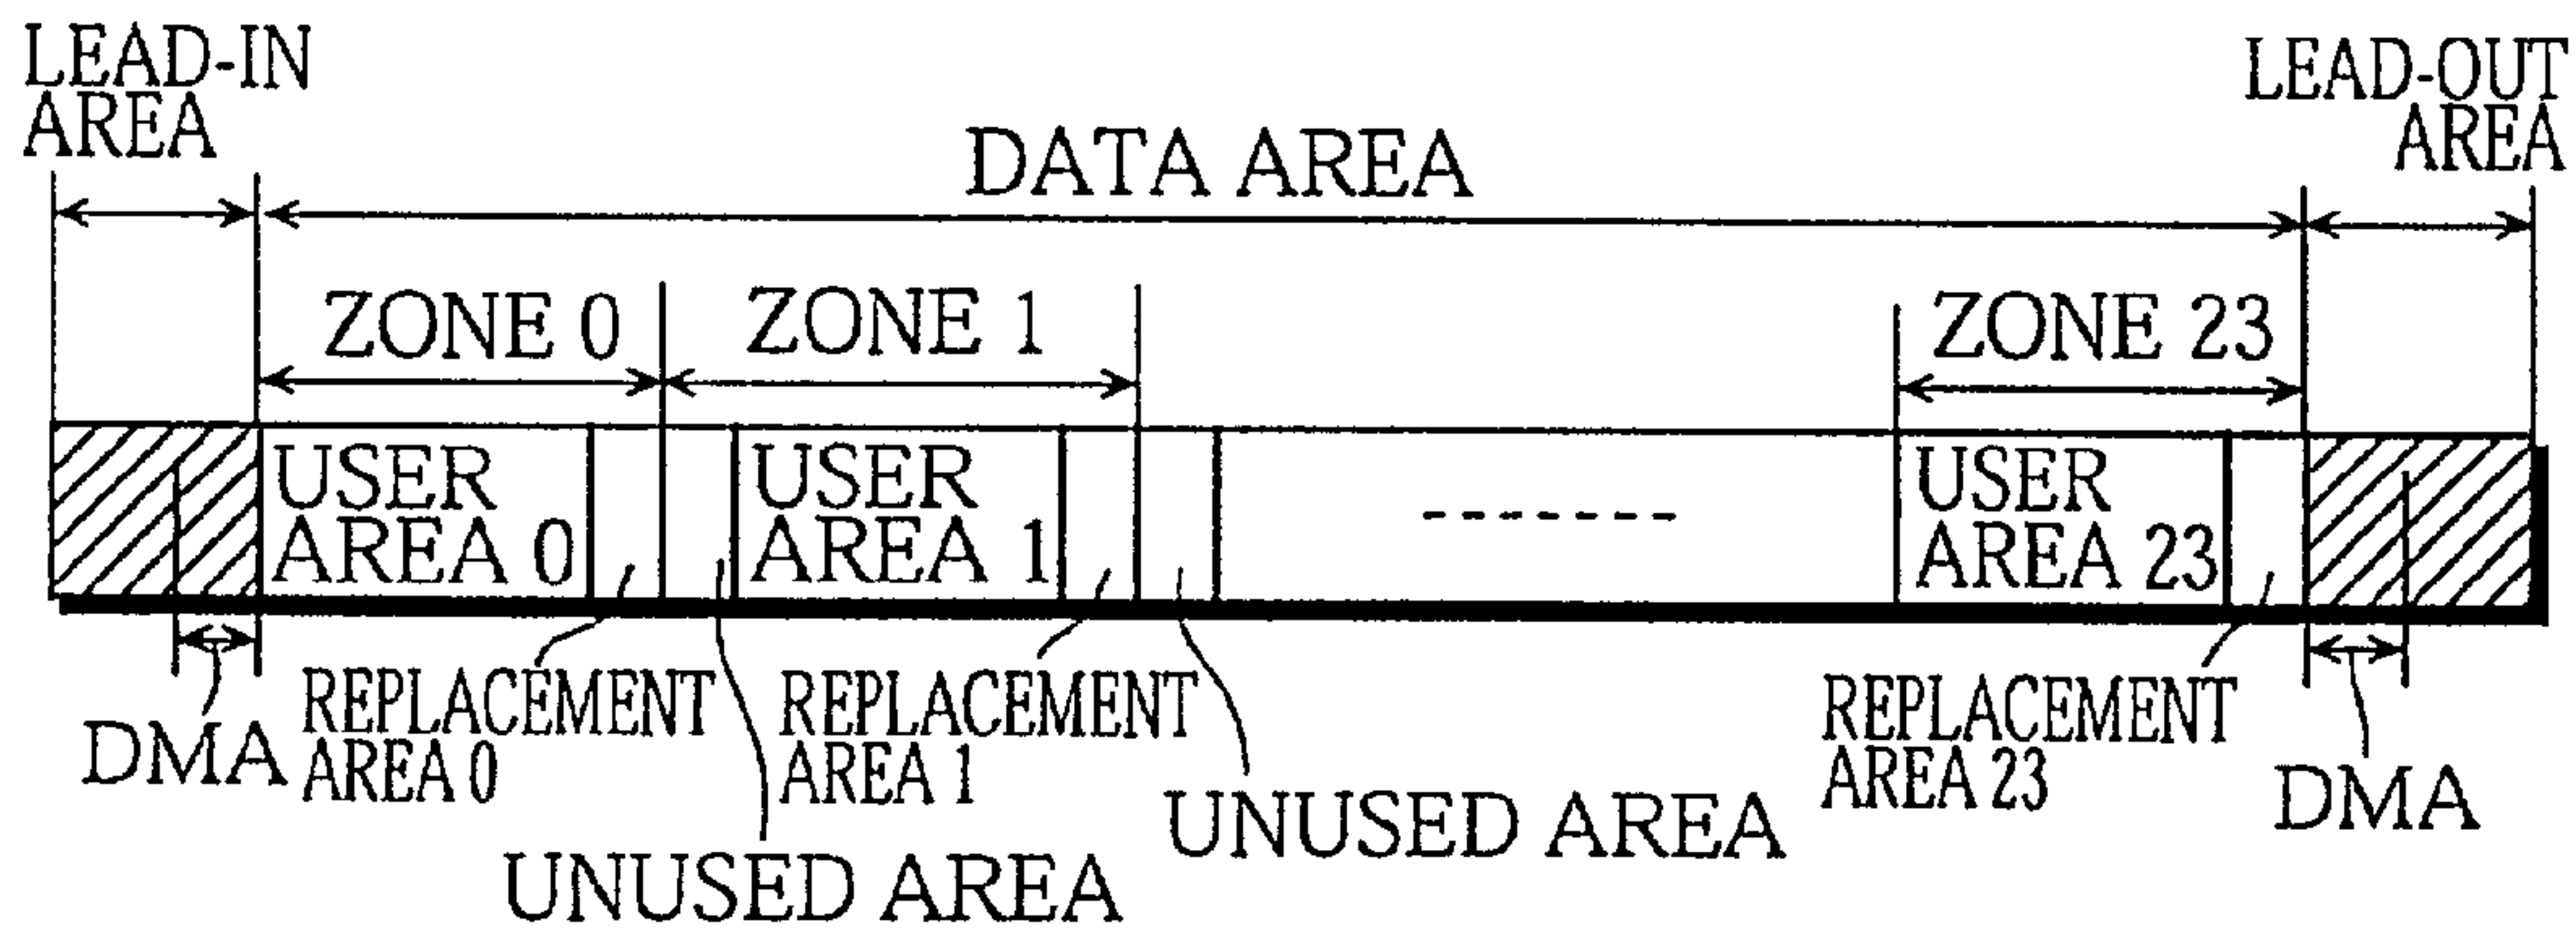 LEAD-IN
AREA
DATA AREA
LEAD-OUT
AREA
ZONE 0
ZONE 1
ZONE 23
USER
AREA 0
USER
AREA 1
USER
AREA 23
DMA
REPLACEMENT
AREA 0
UNUSED AREA
REPLACEMENT
AREA 1
UNUSED AREA
REPLACEMENT
AREA 23
DMA